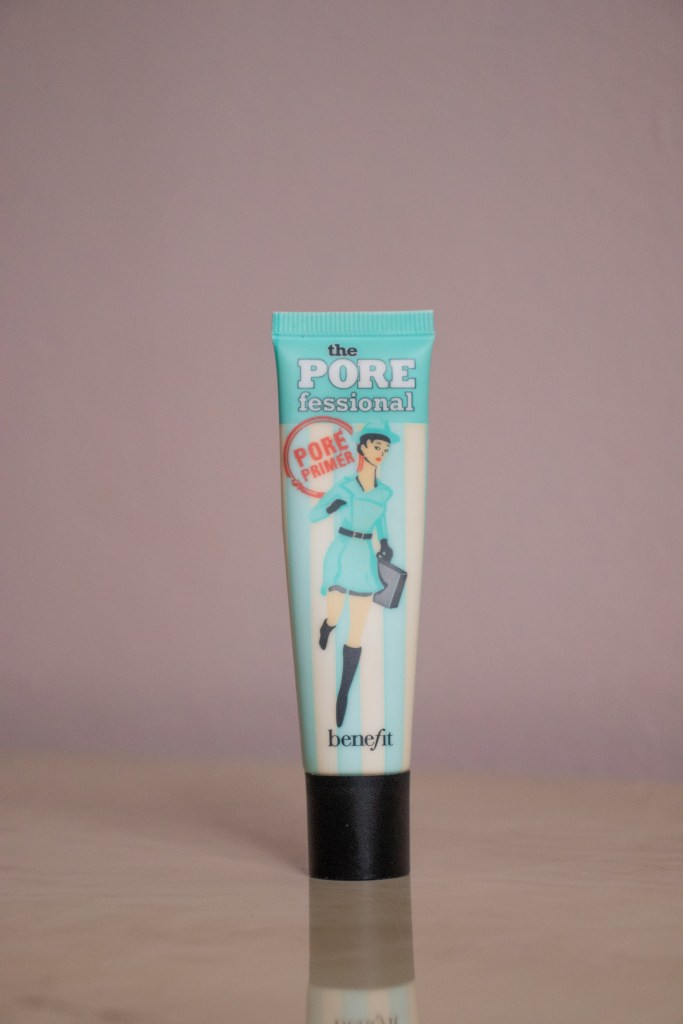 the
PORE
fessional
PORE
PRIMER
benefit